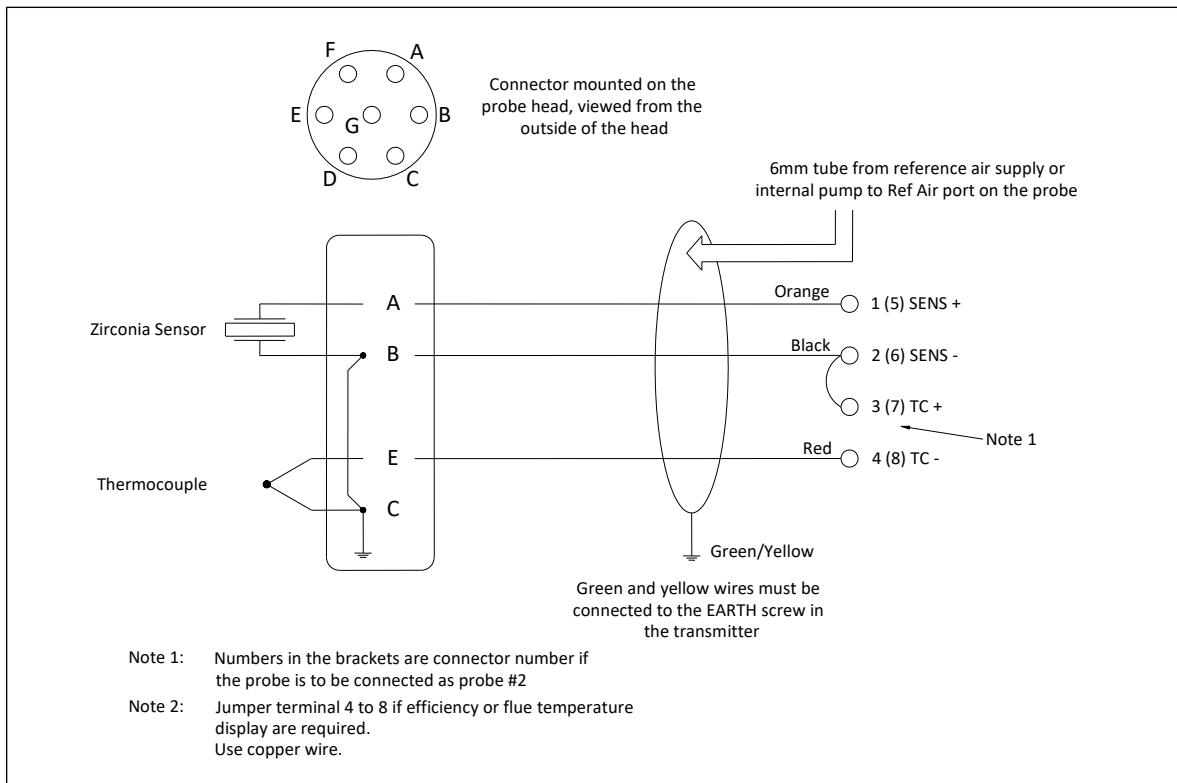 F
A
E
G
B
D
C
Connector mounted on the
probe head, viewed from the
outside of the head
6mm tube from reference air supply or
internal pump to Ref Air port on the probe
Zirconia Sensor
A
Orange
1 (5) SENS +
B
Black
2 (6) SENS -
3 (7) TC +
Note 1
Thermocouple
E
Red
4 (8) TC -
C
Green/Yellow
Green and yellow wires must be
connected to the EARTH screw in
the transmitter
Note 1: Numbers in the brackets are connector number if
the probe is to be connected as probe #2
Note 2: Jumper terminal 4 to 8 if efficiency or flue temperature
display are required.
Use copper wire.